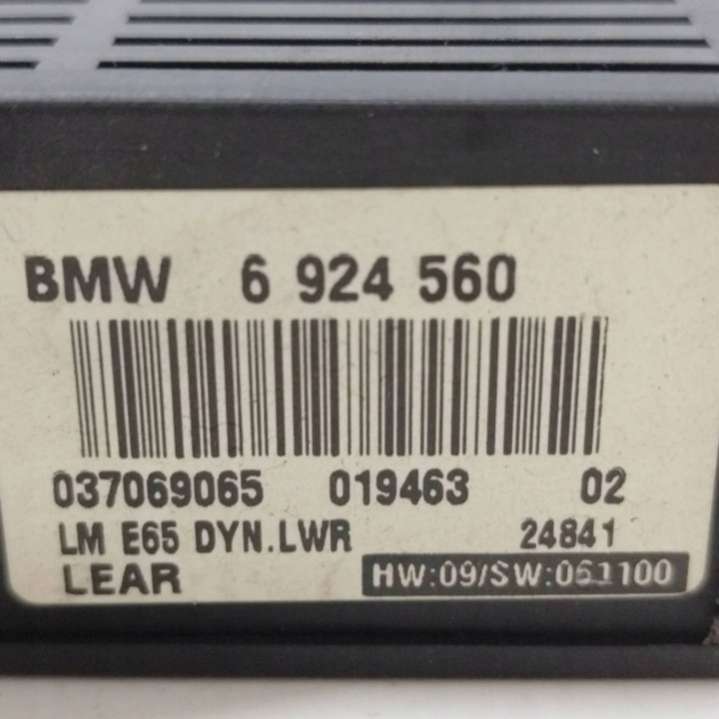 BMW 6 924 560
037069065 019463 02
LM E65 DYN.LWR 24841
LEAR HW:09/SW:061100